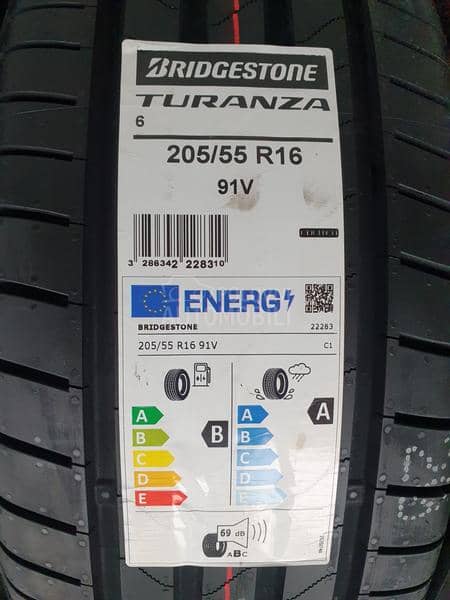 BRIDGESTONE
TURANZA
6
205/55 R16
91V
3 286342 228310
ENERG
BRIDGESTONE 22283
205/55 R16 91V C1
A
B
C
D
E
B
A
B
C
D
E
A
69 dB
ABC